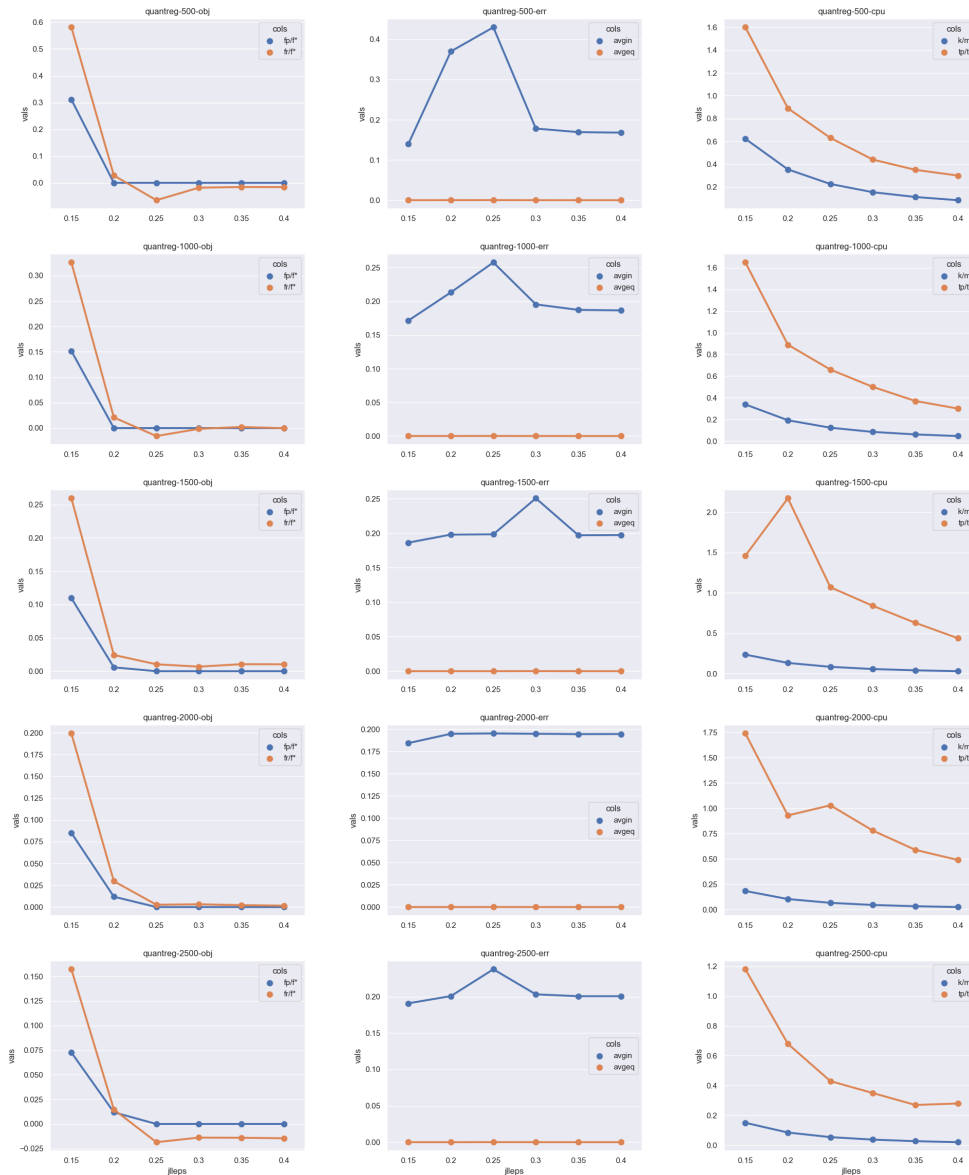 quantreg-500-obj
vals
0.6
0.5
0.4
0.3
0.2
0.1
0.0
cols
fp/f*
fr/f*
0.15 0.2 0.25 0.3 0.35 0.4
quantreg-500-err
vals
0.4
0.3
0.2
0.1
0.0
cols
avgin
avgeq
0.15 0.2 0.25 0.3 0.35 0.4
quantreg-500-cpu
vals
1.6
1.4
1.2
1.0
0.8
0.6
0.4
0.2
cols
k/m
tp/t
0.15 0.2 0.25 0.3 0.35 0.4
quantreg-1000-obj
vals
0.30
0.25
0.20
0.15
0.10
0.05
0.00
cols
fp/f*
fr/f*
0.15 0.2 0.25 0.3 0.35 0.4
quantreg-1000-err
vals
0.25
0.20
0.15
0.10
0.05
0.00
cols
avgin
avgeq
0.15 0.2 0.25 0.3 0.35 0.4
quantreg-1000-cpu
vals
1.6
1.4
1.2
1.0
0.8
0.6
0.4
0.2
0.0
cols
k/m
tp/t
0.15 0.2 0.25 0.3 0.35 0.4
quantreg-1500-obj
vals
0.25
0.20
0.15
0.10
0.05
0.00
cols
fp/f*
fr/f*
0.15 0.2 0.25 0.3 0.35 0.4
quantreg-1500-err
vals
0.25
0.20
0.15
0.10
0.05
0.00
cols
avgin
avgeq
0.15 0.2 0.25 0.3 0.35 0.4
quantreg-1500-cpu
vals
2.0
1.5
1.0
0.5
0.0
cols
k/m
tp/t
0.15 0.2 0.25 0.3 0.35 0.4
quantreg-2000-obj
vals
0.200
0.175
0.150
0.125
0.100
0.075
0.050
0.025
0.000
cols
fp/f*
fr/f*
0.15 0.2 0.25 0.3 0.35 0.4
quantreg-2000-err
vals
0.200
0.175
0.150
0.125
0.100
0.075
0.050
0.025
0.000
cols
avgin
avgeq
0.15 0.2 0.25 0.3 0.35 0.4
quantreg-2000-cpu
vals
1.75
1.50
1.25
1.00
0.75
0.50
0.25
0.00
cols
k/m
tp/t
0.15 0.2 0.25 0.3 0.35 0.4
quantreg-2500-obj
vals
0.150
0.125
0.100
0.075
0.050
0.025
0.000
−0.025
cols
fp/f*
fr/f*
0.15 0.2 0.25 0.3 0.35 0.4
jlleps
quantreg-2500-err
vals
0.20
0.15
0.10
0.05
0.00
cols
avgin
avgeq
0.15 0.2 0.25 0.3 0.35 0.4
jlleps
quantreg-2500-cpu
vals
1.2
1.0
0.8
0.6
0.4
0.2
0.0
cols
k/m
tp/t
0.15 0.2 0.25 0.3 0.35 0.4
jlleps